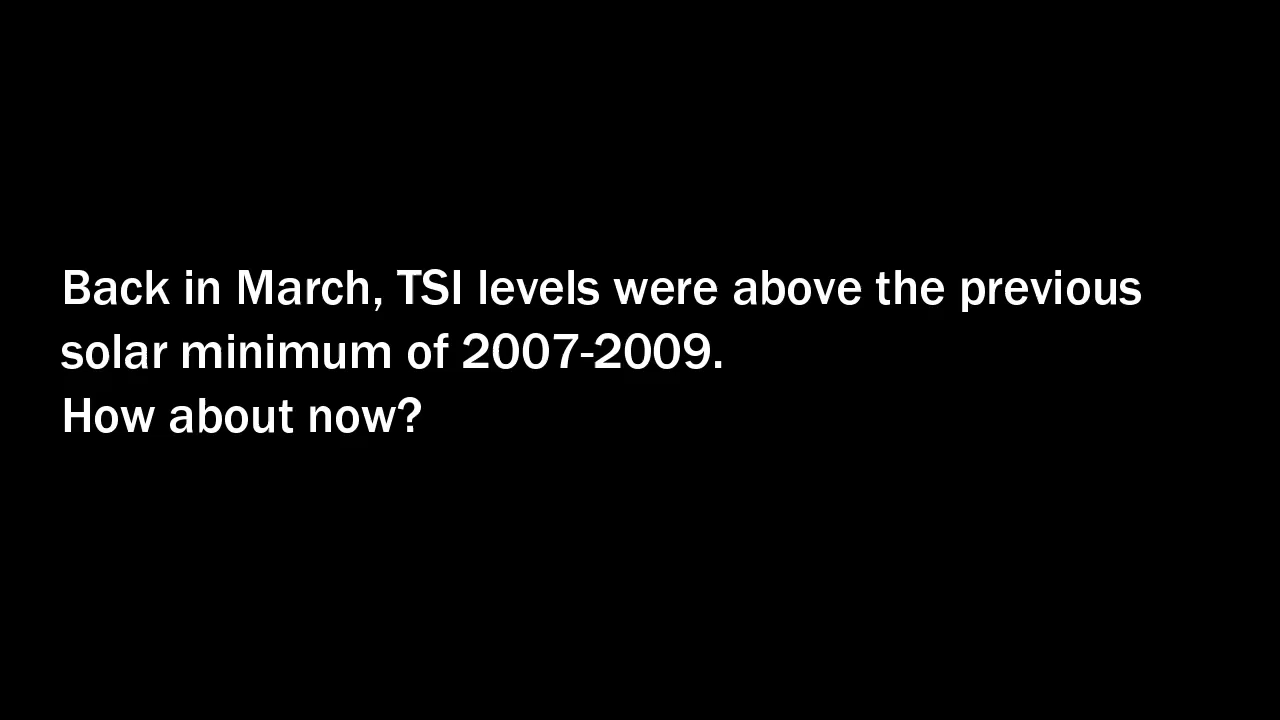 Back in March, TSI levels were above the previous
solar minimum of 2007-2009.
How about now?